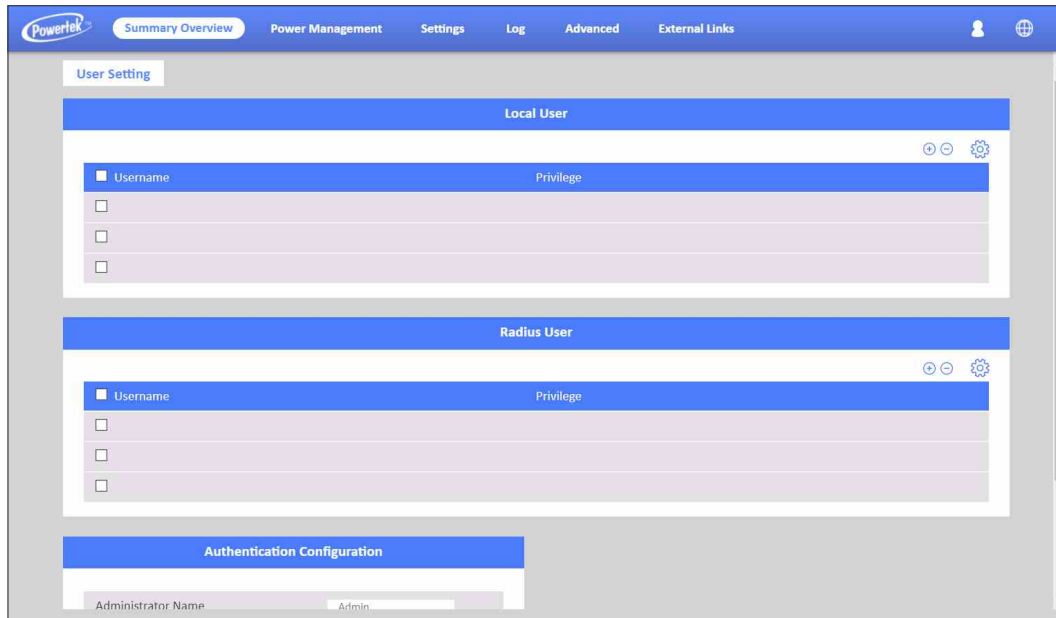 Powertek™ Summary Overview Power Management Settings Log Advanced External Links
User Setting
Local User
Username Privilege
Radius User
Username Privilege
Authentication Configuration
Administrator Name Admin